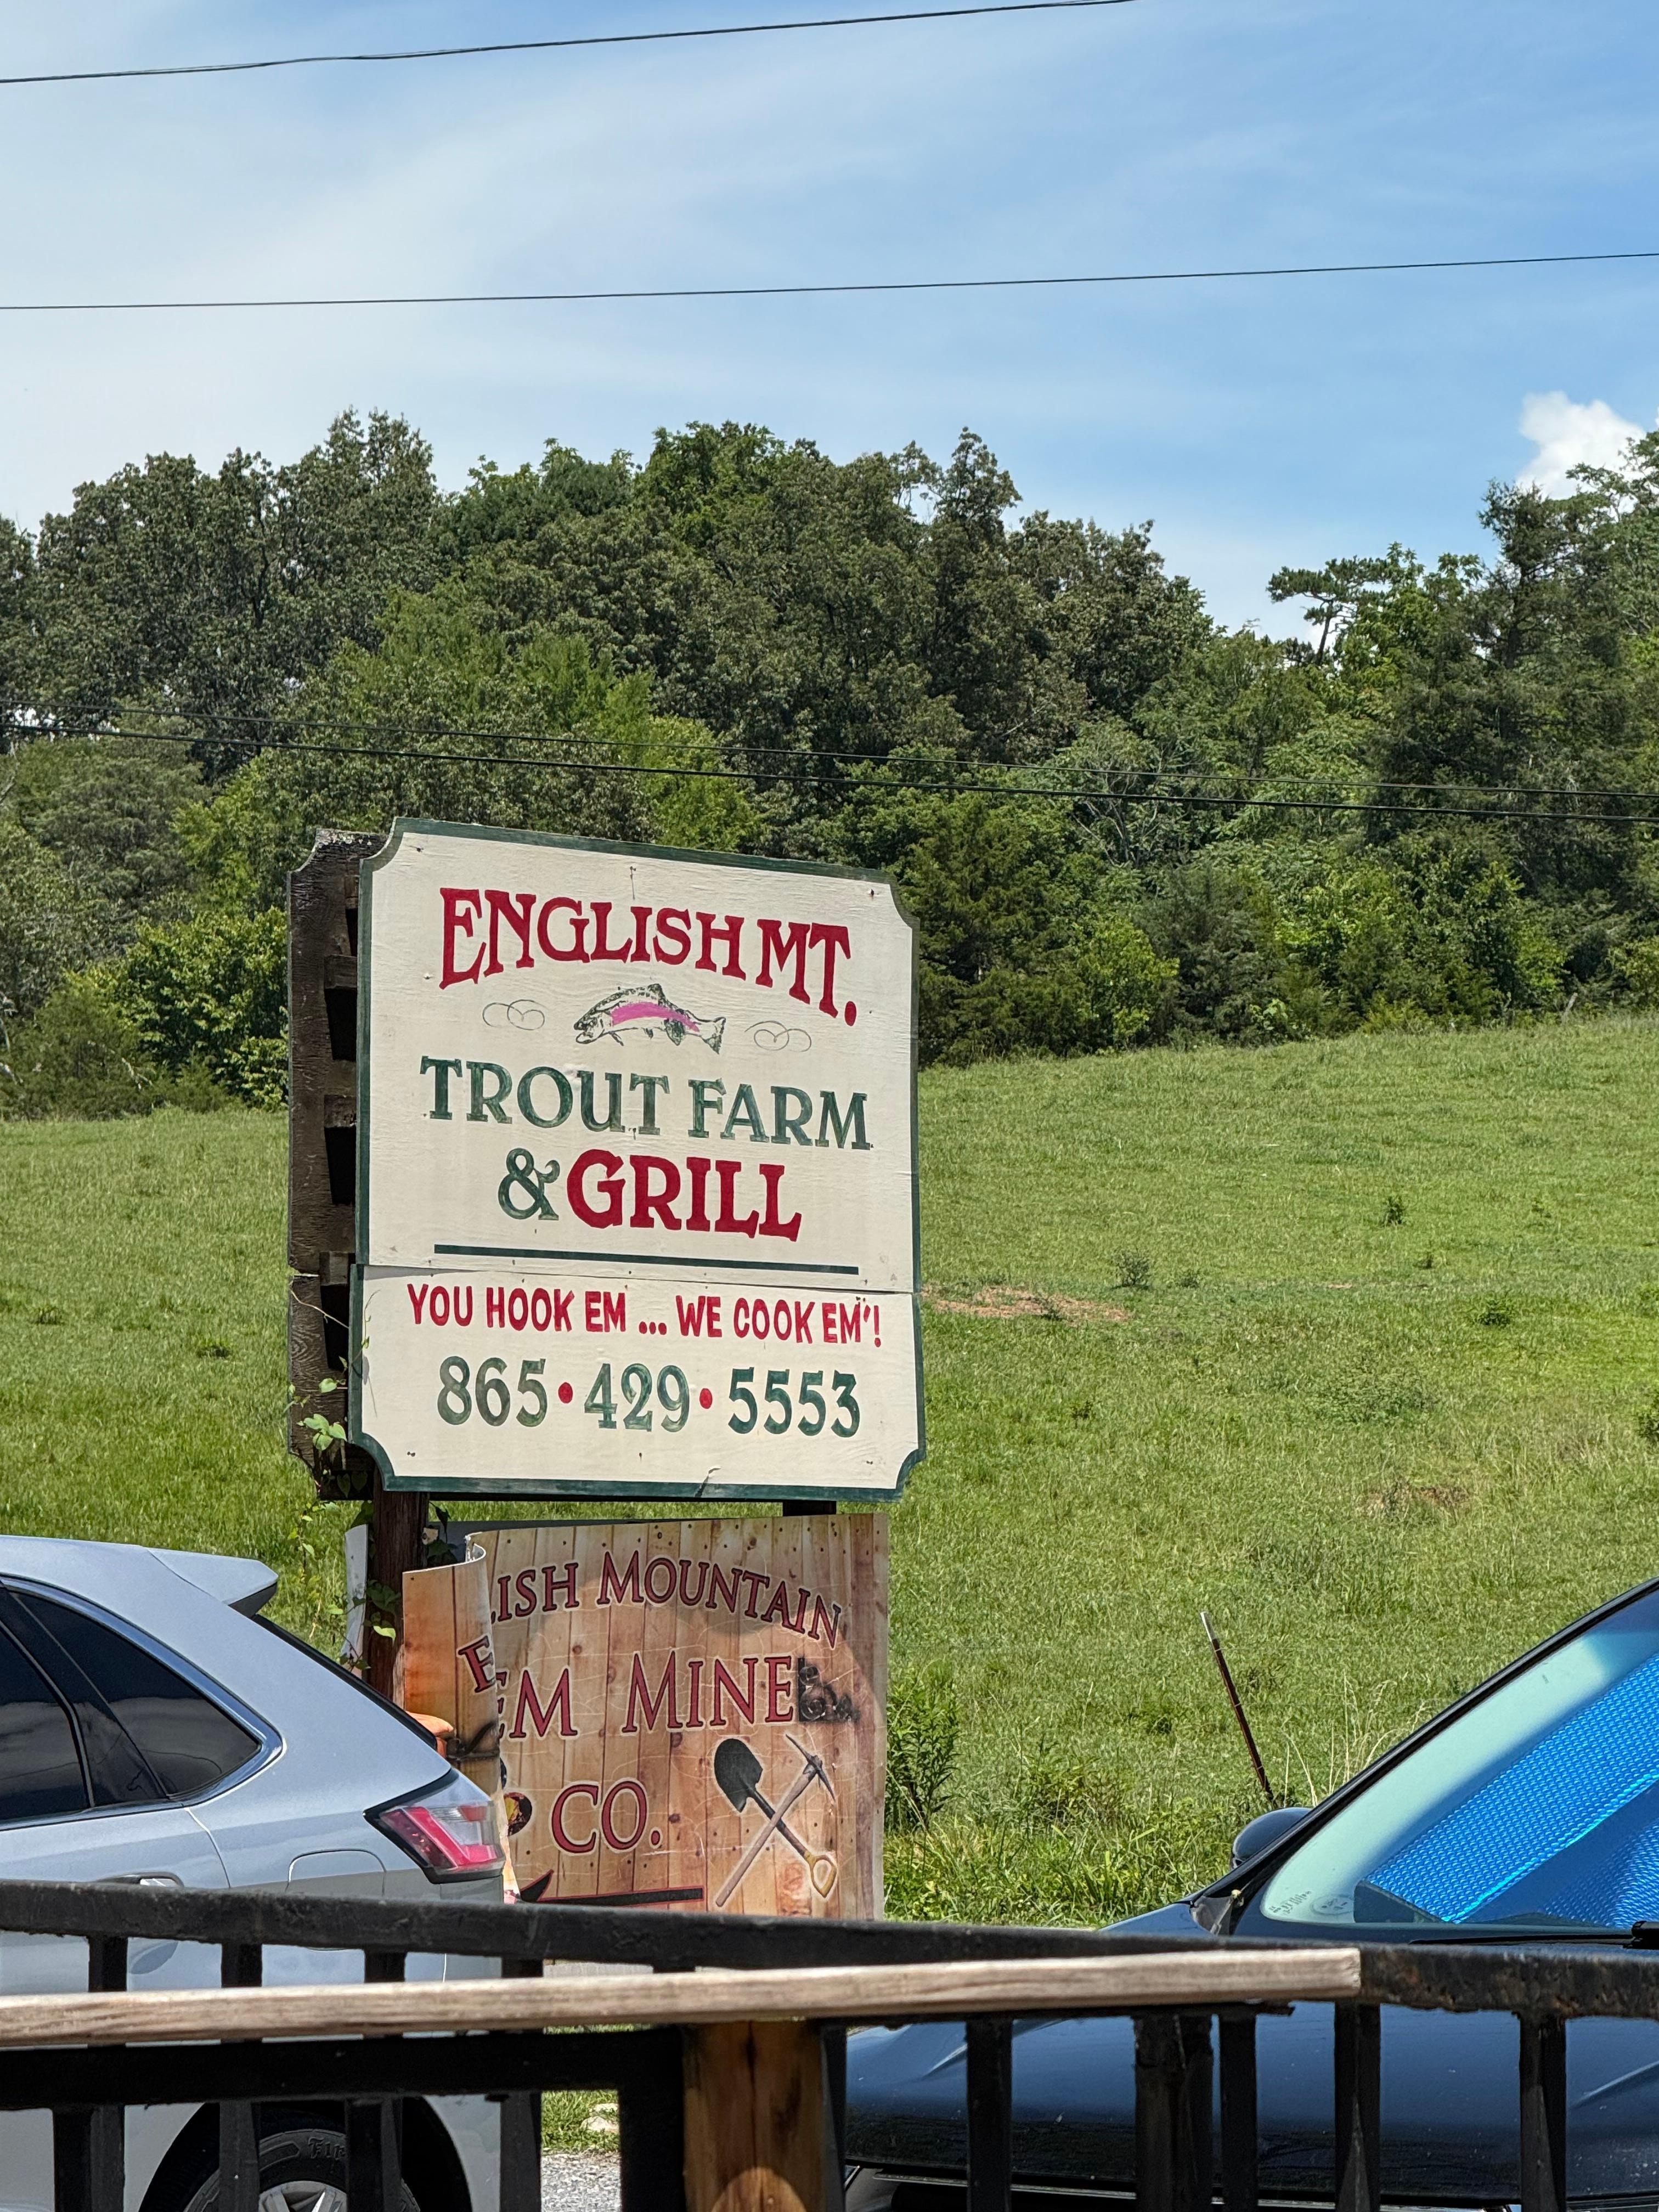 ENGLISH MT.
TROUT FARM
& GRILL
YOU HOOK EM ... WE COOK EM'!
865•429•5553
LISH MOUNTAIN
E
EM MINE
CO.